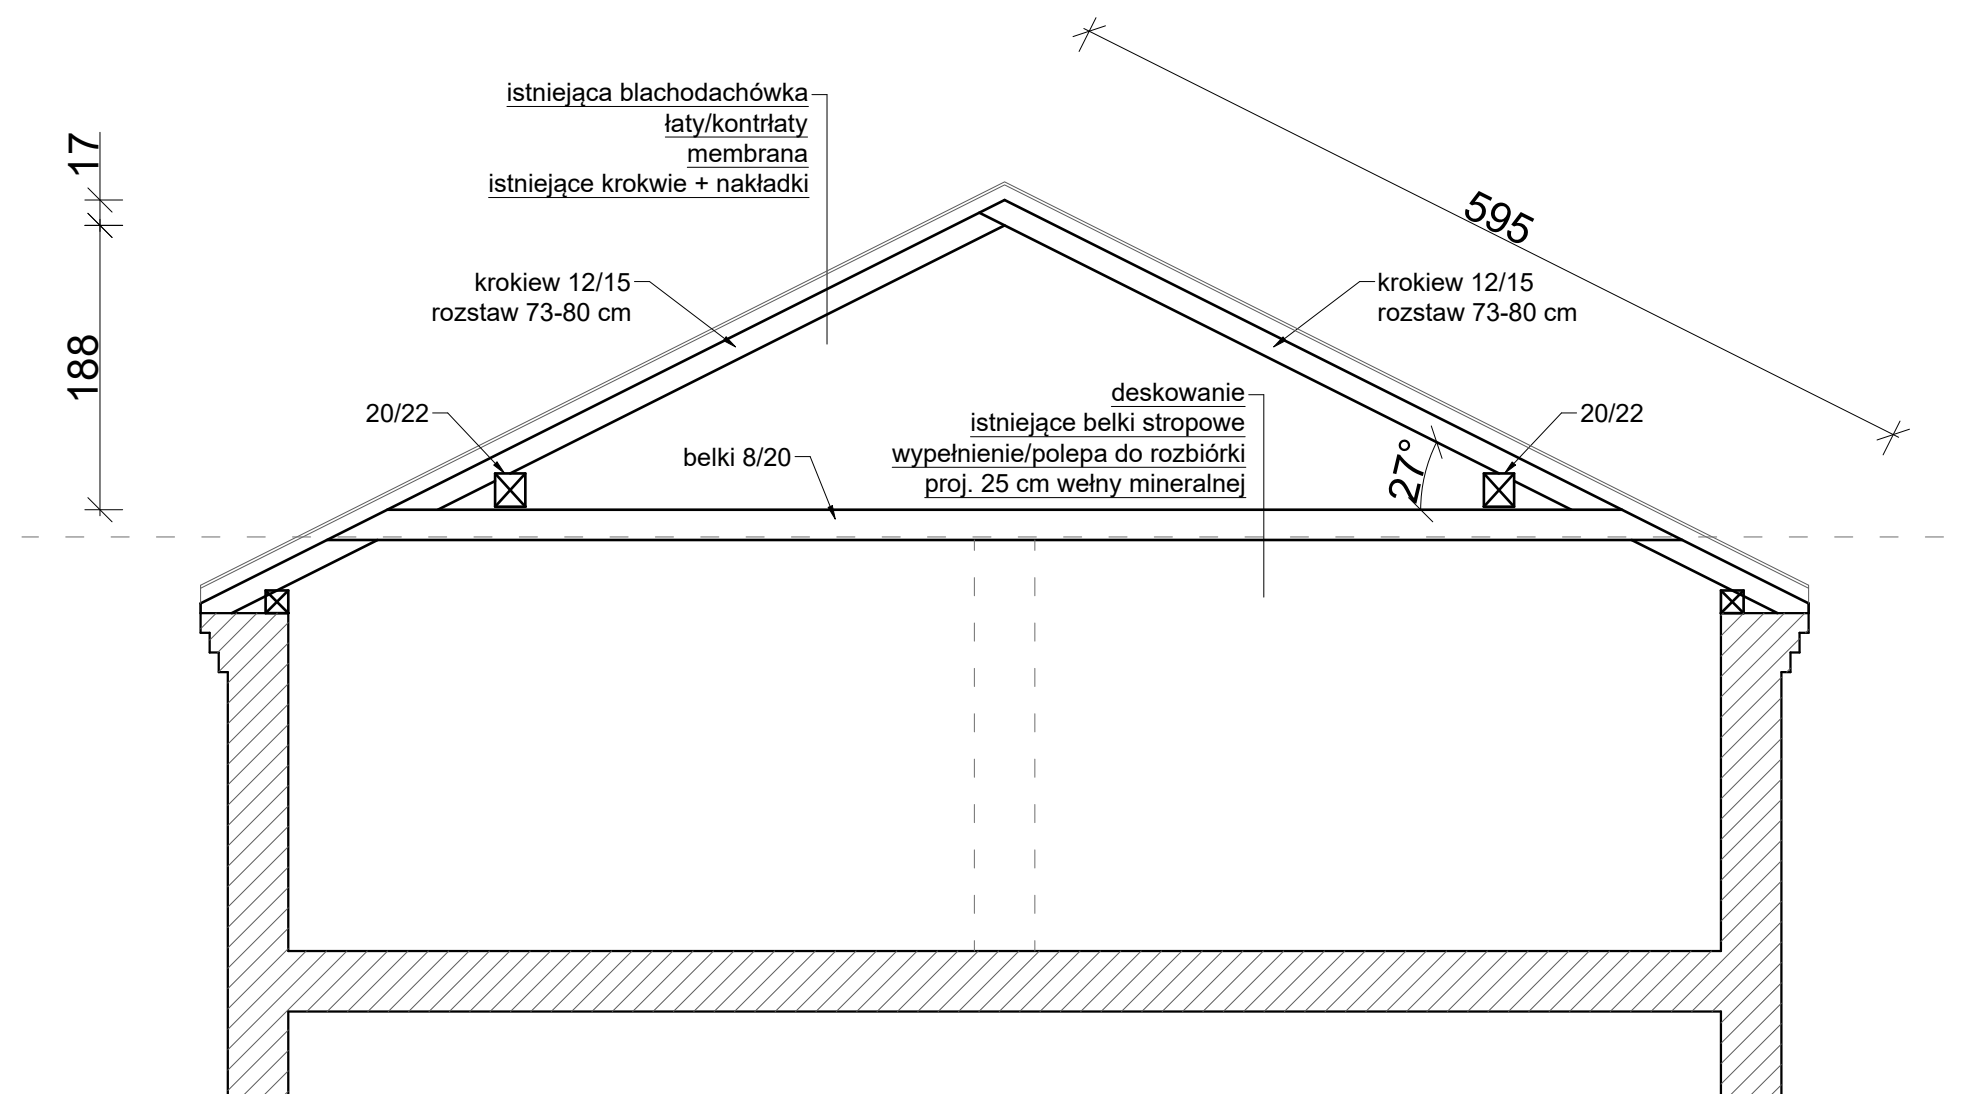 istniejąca blachodachówka
łaty/kontrłaty
membrana
istniejące krokwie + nakładki
17
188
595
krokiew 12/15
rozstaw 73-80 cm
krokiew 12/15
rozstaw 73-80 cm
20/22
belki 8/20
deskowanie
istniejące belki stropowe
wypełnienie/polepa do rozbiórki
proj. 25 cm wełny mineralnej
27°
20/22